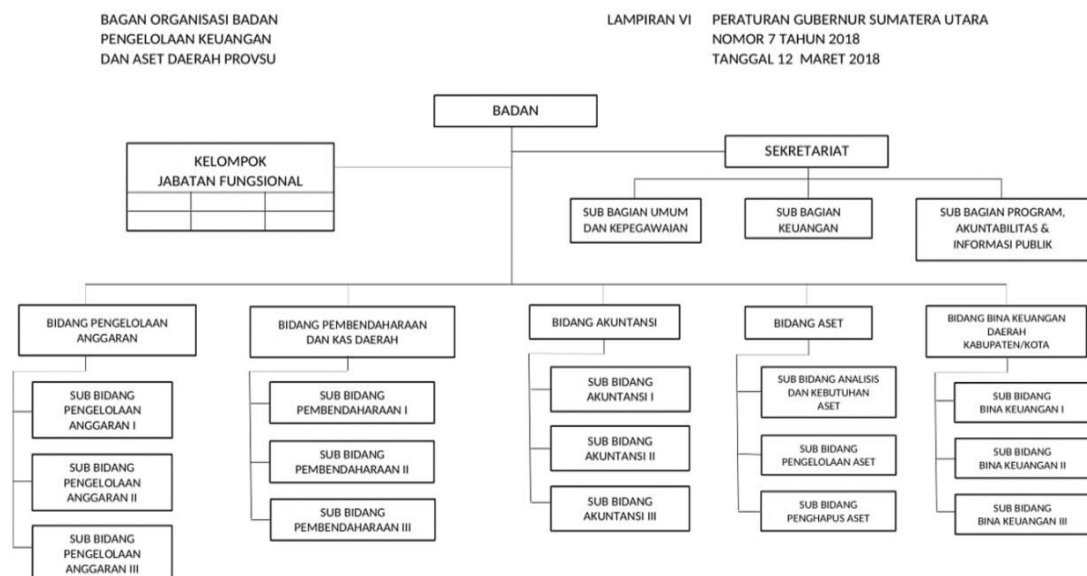 BAGAN ORGANISASI BADAN
PENGELOLAAN KEUANGAN
DAN ASET DAERAH PROVSU
LAMPIRAN VI PERATURAN GUBERNUR SUMATERA UTARA
NOMOR 7 TAHUN 2018
TANGGAL 12 MARET 2018
BADAN
KELOMPOK
JABATAN FUNGSIONAL
SEKRETARIAT
SUB BAGIAN UMUM
DAN KEPEGAWAIAN
SUB BAGIAN
KEUANGAN
SUB BAGIAN PROGRAM,
AKUNTABILITAS &
INFORMASI PUBLIK
BIDANG PENGELOLAAN
ANGGARAN
SUB BIDANG
PENGELOLAAN
ANGGARAN I
SUB BIDANG
PENGELOLAAN
ANGGARAN II
SUB BIDANG
PENGELOLAAN
ANGGARAN III
BIDANG PEMBENDAHARAAN
DAN KAS DAERAH
SUB BIDANG
PEMBENDAHARAAN I
SUB BIDANG
PEMBENDAHARAAN II
SUB BIDANG
PEMBENDAHARAAN III
BIDANG AKUNTANSI
SUB BIDANG
AKUNTANSI I
SUB BIDANG
AKUNTANSI II
SUB BIDANG
AKUNTANSI III
BIDANG ASET
SUB BIDANG ANALISIS
DAN KEBUTUHAN
ASET
SUB BIDANG
PENGELOLAAN ASET
SUB BIDANG
PENGHAPUS ASET
BIDANG BINA KEUANGAN
DAERAH
KABUPATEN/KOTA
SUB BIDANG
BINA KEUANGAN I
SUB BIDANG
BINA KEUANGAN II
SUB BIDANG
BINA KEUANGAN III